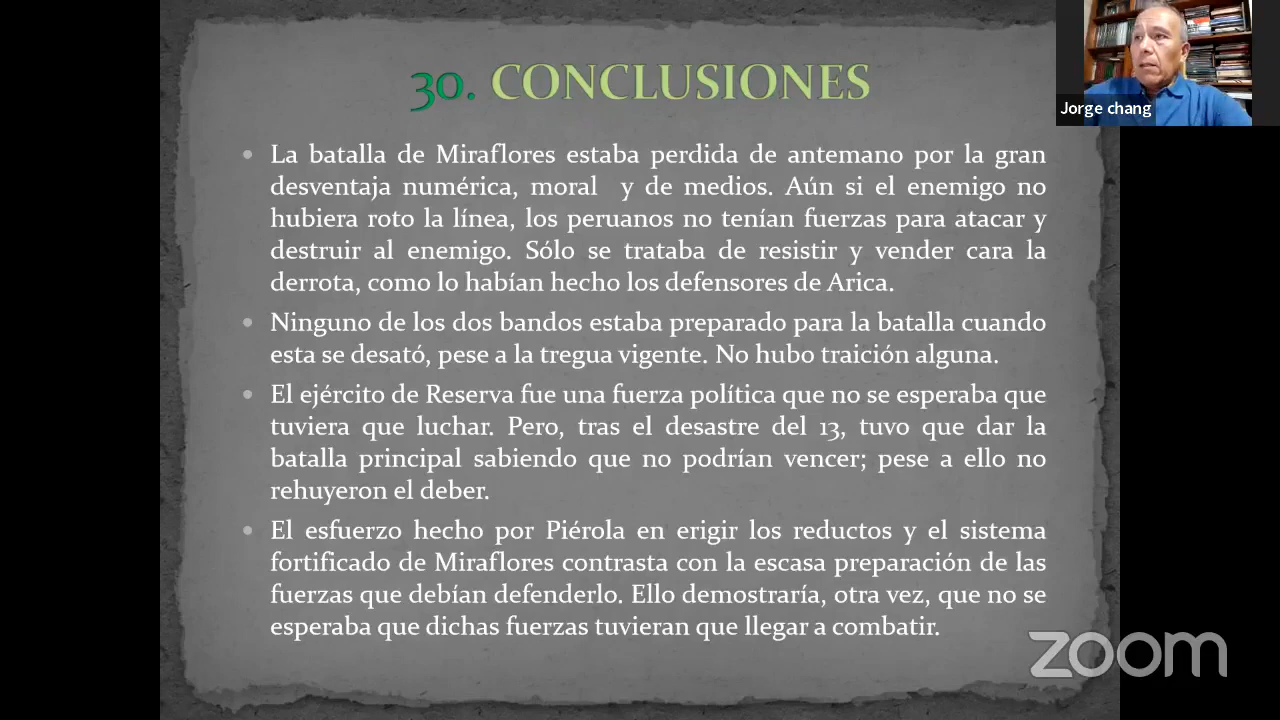 30. CONCLUSIONES
Jorge chang
• La batalla de Miraflores estaba perdida de antemano por la gran
desventaja numérica, moral y de medios. Aún si el enemigo no
hubiera roto la línea, los peruanos no tenían fuerzas para atacar y
destruir al enemigo. Sólo se trataba de resistir y vender cara la
derrota, como lo habían hecho los defensores de Arica.
• Ninguno de los dos bandos estaba preparado para la batalla cuando
esta se desató, pese a la tregua vigente. No hubo traición alguna.
• El ejército de Reserva fue una fuerza política que no se esperaba que
tuviera que luchar. Pero, tras el desastre del 13, tuvo que dar la
batalla principal sabiendo que no podrían vencer; pese a ello no
rehuyeron el deber.
• El esfuerzo hecho por Piérola en erigir los reductos y el sistema
fortificado de Miraflores contrasta con la escasa preparación de las
fuerzas que debían defenderlo. Ello demostraría, otra vez, que no se
esperaba que dichas fuerzas tuvieran que llegar a combatir.
zoom